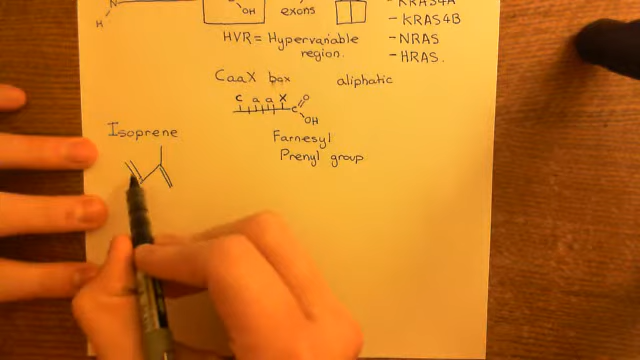 N
H
OH
exons
- KRAS4A
- KRAS4B
- NRAS
- HRAS.
HVR = Hypervariable
region.
CaaX box aliphatic
C a a X
C
O
OH
Isoprene
Farnesyl
Prenyl group